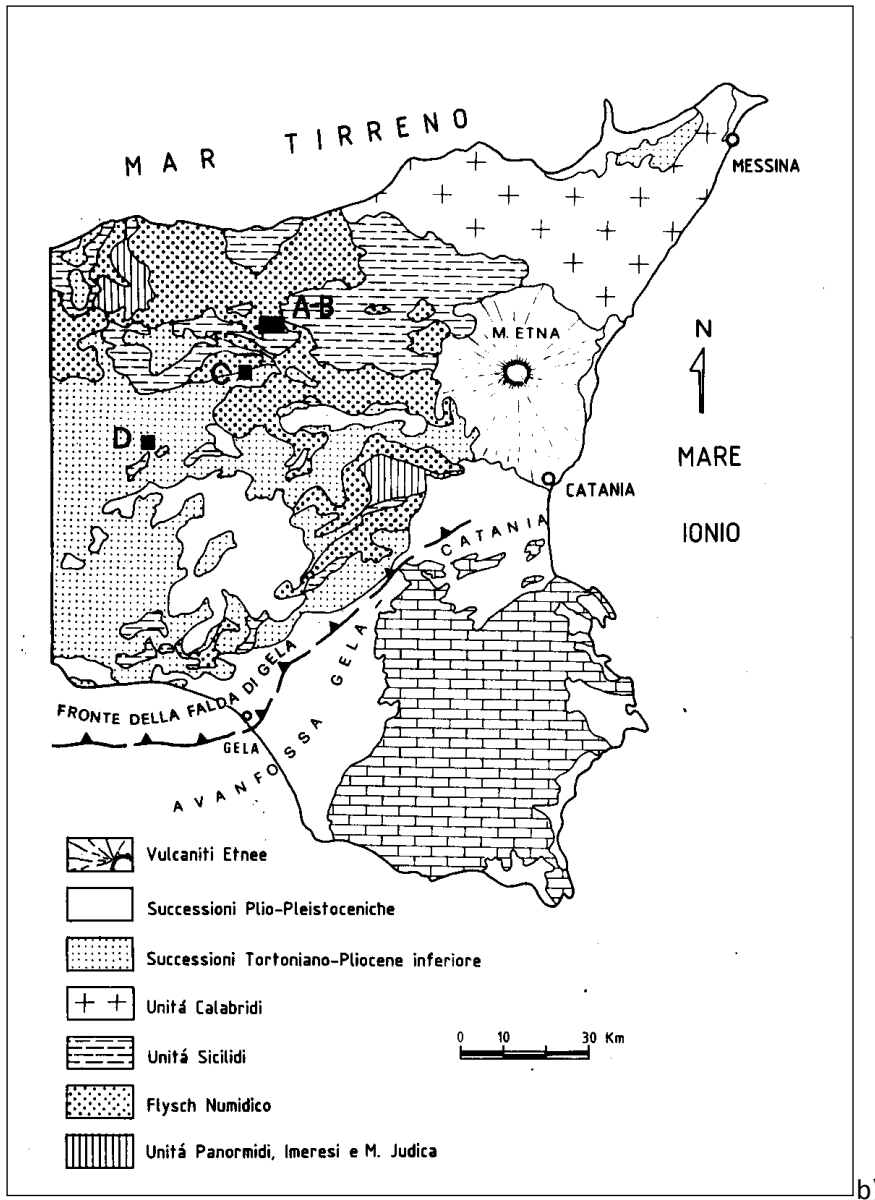 MAR TIRRENO
MESSINA
A-B
M. ETNA
N
C
D
MARE
IONIO
CATANIA
CATANIA
AVANFOSSA GELA
FRONTE DELLA FALDA DI GELA
GELA
Vulcaniti Etnee
Successioni Plio-Pleistoceniche
Successioni Tortoniano-Pliocene inferiore
Unitá Calabridi
Unitá Sicilidi
Flysch Numidico
Unitá Panormidi, Imeresi e M. Judica
0 10 30 Km
b)